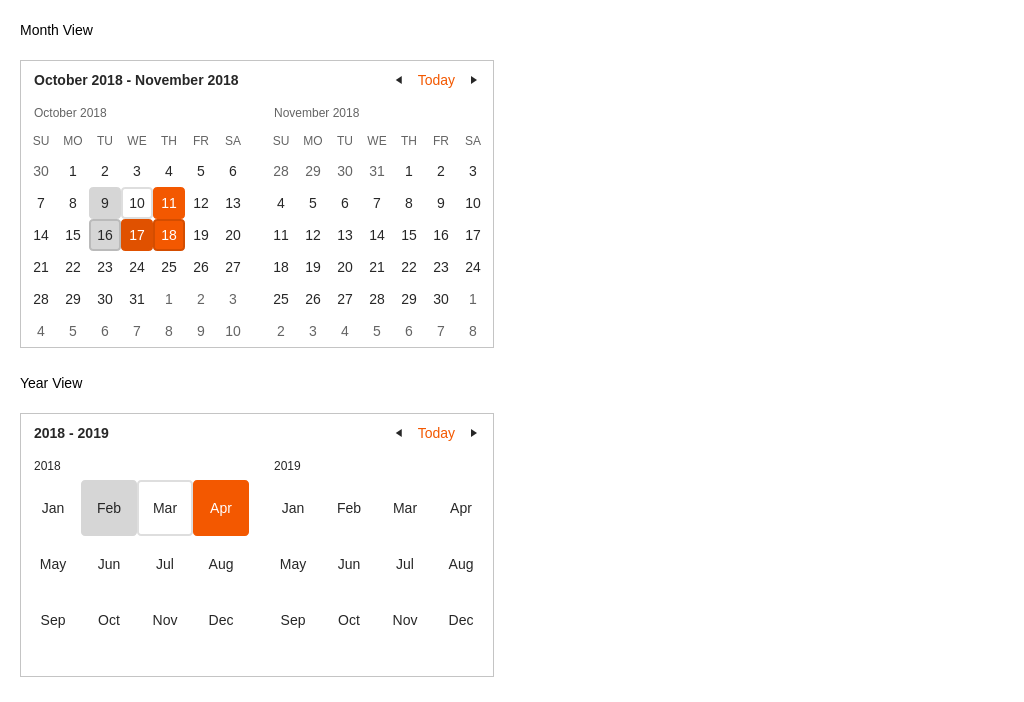 Month View
October 2018 - November 2018 Today
October 2018 November 2018
SU MO TU WE TH FR SA SU MO TU WE TH FR SA
30 1 2 3 4 5 6 28 29 30 31 1 2 3
7 8 9 10 11 12 13 4 5 6 7 8 9 10
14 15 16 17 18 19 20 11 12 13 14 15 16 17
21 22 23 24 25 26 27 18 19 20 21 22 23 24
28 29 30 31 1 2 3 25 26 27 28 29 30 1
4 5 6 7 8 9 10 2 3 4 5 6 7 8
Year View
2018 - 2019 Today
2018 2019
Jan Feb Mar Apr Jan Feb Mar Apr
May Jun Jul Aug May Jun Jul Aug
Sep Oct Nov Dec Sep Oct Nov Dec